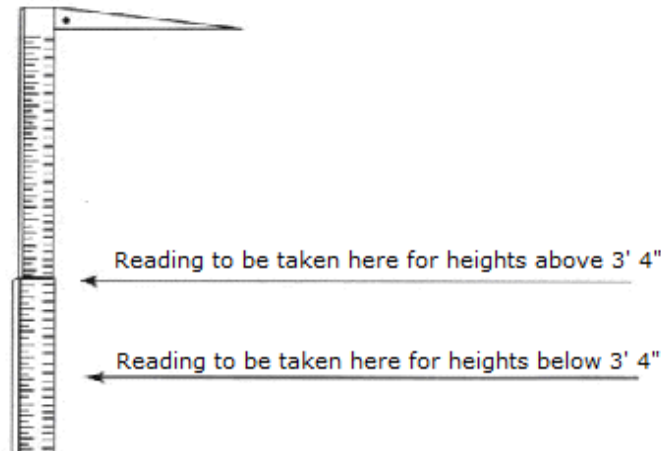 Reading to be taken here for heights above 3' 4"
Reading to be taken here for heights below 3' 4"